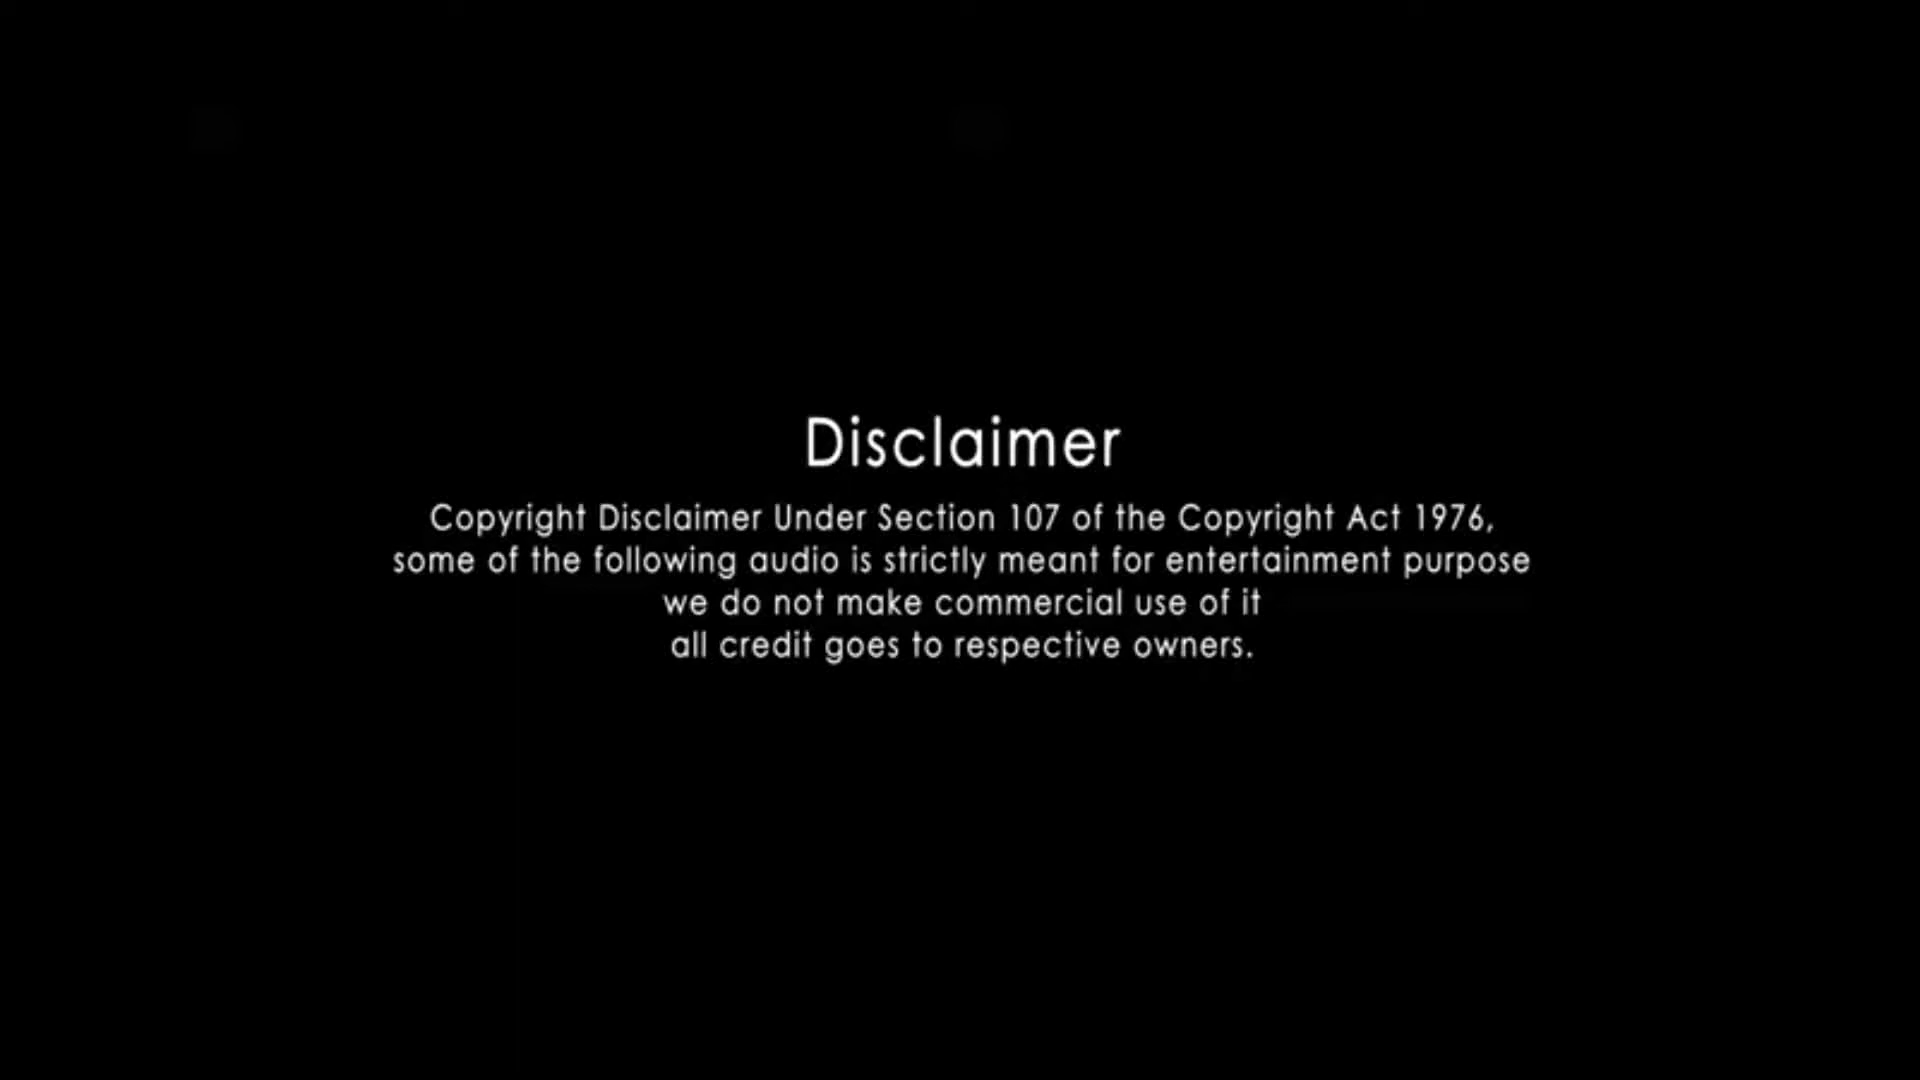 Disclaimer
Copyright Disclaimer Under Section 107 of the Copyright Act 1976,
some of the following audio is strictly meant for entertainment purpose
we do not make commercial use of it
all credit goes to respective owners.